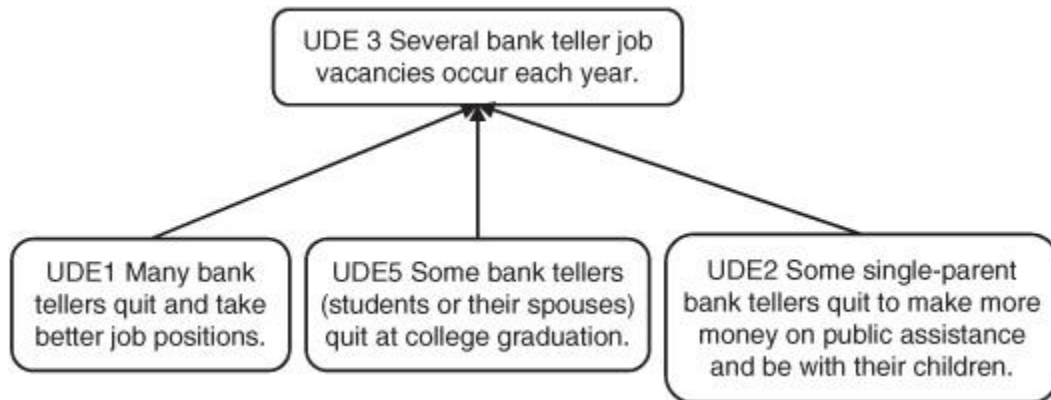 UDE 3 Several bank teller job
vacancies occur each year.
UDE1 Many bank
tellers quit and take
better job positions.
UDE5 Some bank tellers
(students or their spouses)
quit at college graduation.
UDE2 Some single-parent
bank tellers quit to make more
money on public assistance
and be with their children.